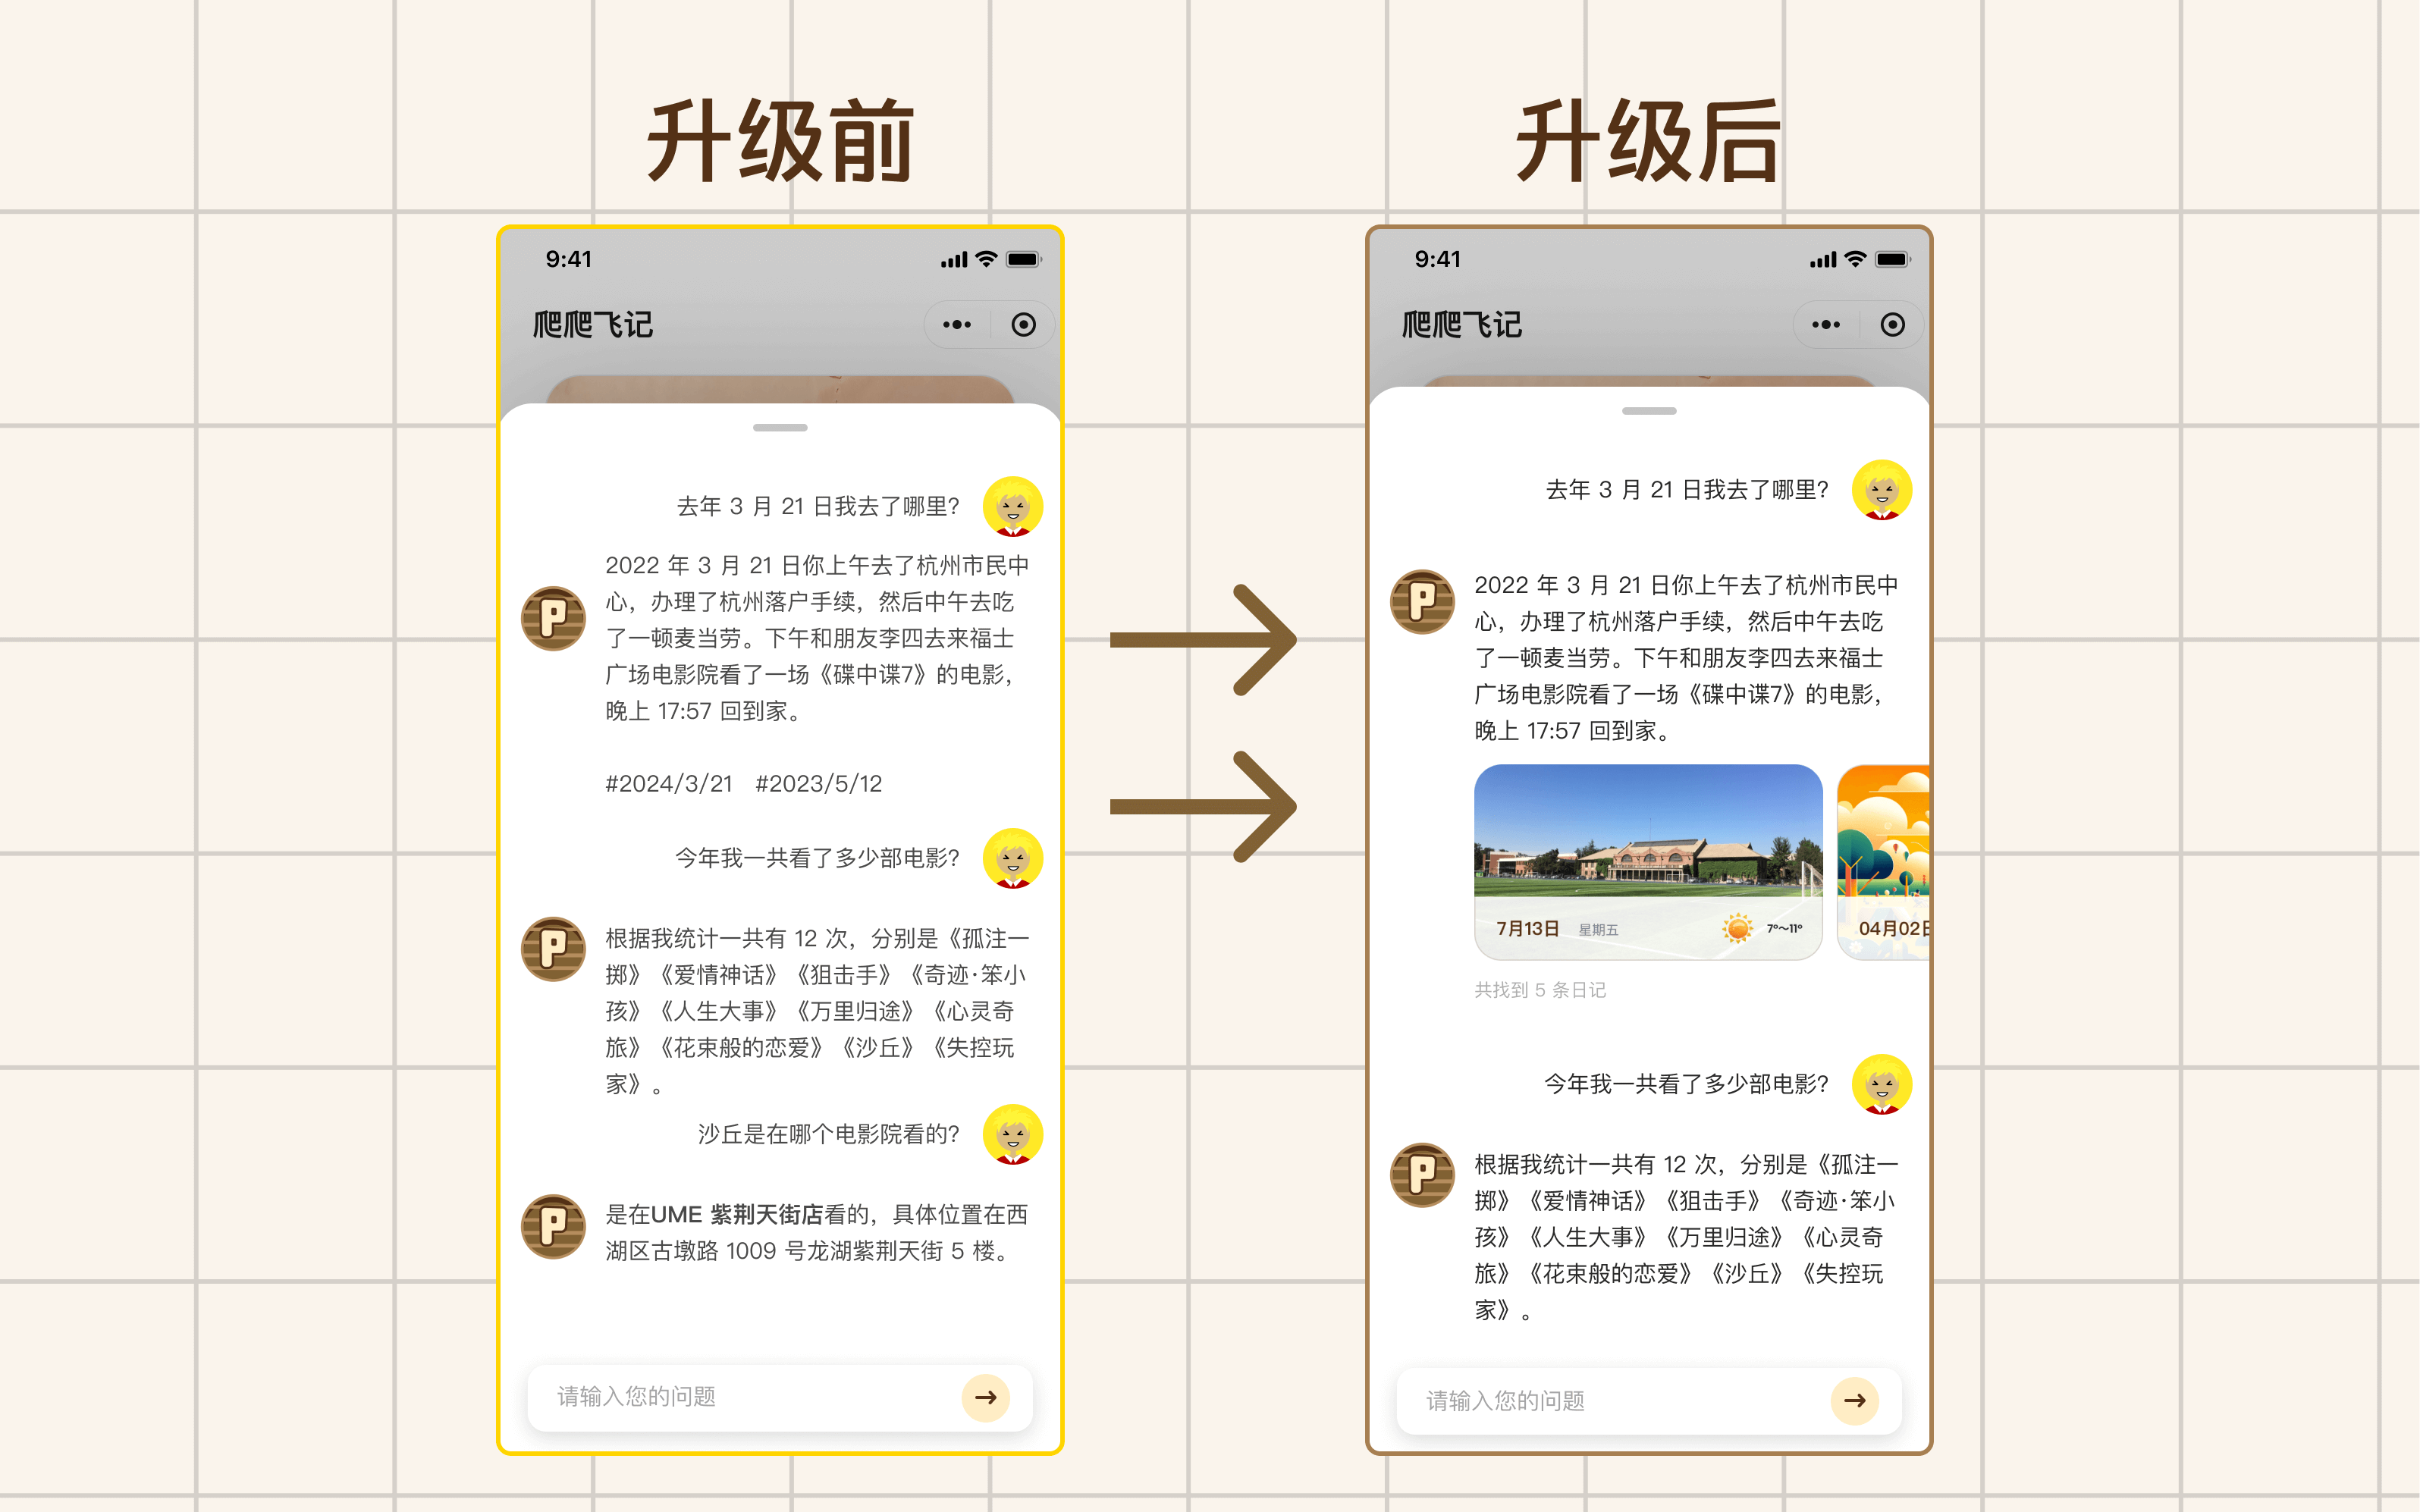 升级前
9:41
爬爬飞记
去年 3 月 21 日我去了哪里?
P
2022 年 3 月 21 日你上午去了杭州市民中
心，办理了杭州落户手续，然后中午去吃
了一顿麦当劳。下午和朋友李四去来福士
广场电影院看了一场《碟中谍7》的电影，
晚上 17:57 回到家。
#2024/3/21 #2023/5/12
今年我一共看了多少部电影?
P
根据我统计一共有 12 次，分别是《孤注一
掷》《爱情神话》《狙击手》《奇迹·笨小
孩》《人生大事》《万里归途》《心灵奇
旅》《花束般的恋爱》《沙丘》《失控玩
家》。
沙丘是在哪个电影院看的?
P
是在UME 紫荆天街店看的，具体位置在西
湖区古墩路 1009 号龙湖紫荆天街 5 楼。
请输入您的问题
升级后
9:41
爬爬飞记
去年 3 月 21 日我去了哪里?
P
2022 年 3 月 21 日你上午去了杭州市民中
心，办理了杭州落户手续，然后中午去吃
了一顿麦当劳。下午和朋友李四去来福士
广场电影院看了一场《碟中谍7》的电影，
晚上 17:57 回到家。
7月13日 星期五 7°~11°
04月02日
共找到 5 条日记
今年我一共看了多少部电影?
P
根据我统计一共有 12 次，分别是《孤注一
掷》《爱情神话》《狙击手》《奇迹·笨小
孩》《人生大事》《万里归途》《心灵奇
旅》《花束般的恋爱》《沙丘》《失控玩
家》。
请输入您的问题